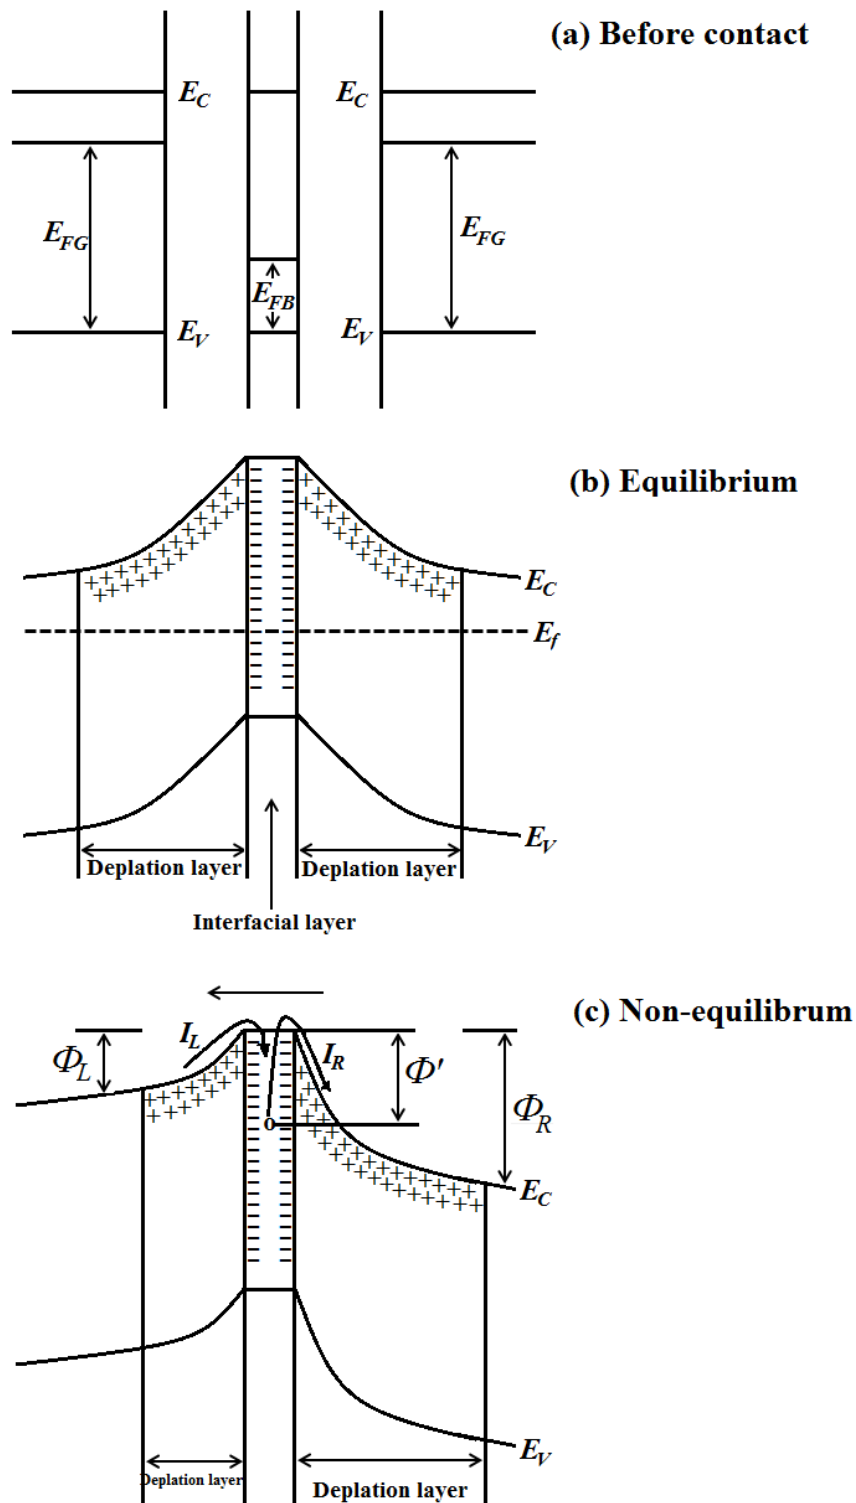 (a) Before contact
E_C E_C
E_FG E_FG
E_FB
E_V E_V
(b) Equilibrium
E_C
E_f
E_V
Deplation layer Deplation layer
Interfacial layer
(c) Non-equilibrum
I_L I_R
Φ_L Φ' Φ_R
o
E_C
E_V
Deplation layer Deplation layer